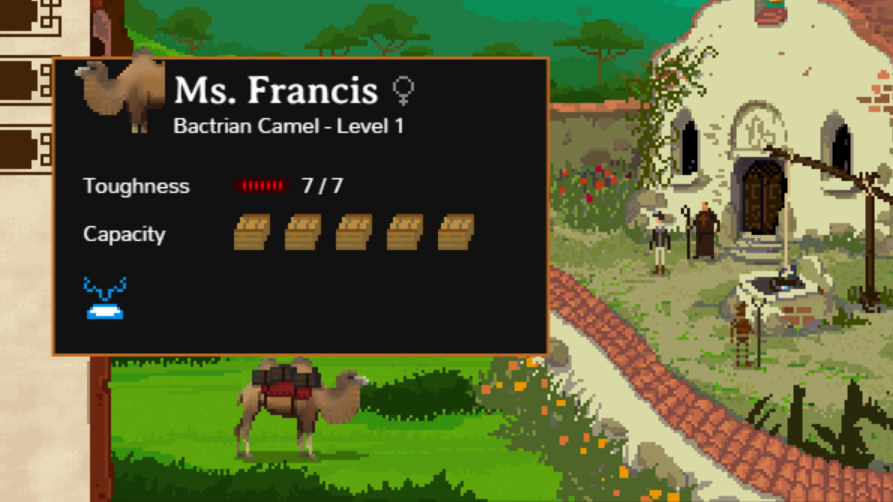 Ms. Francis ♀
Bactrian Camel - Level 1
Toughness 7 / 7
Capacity